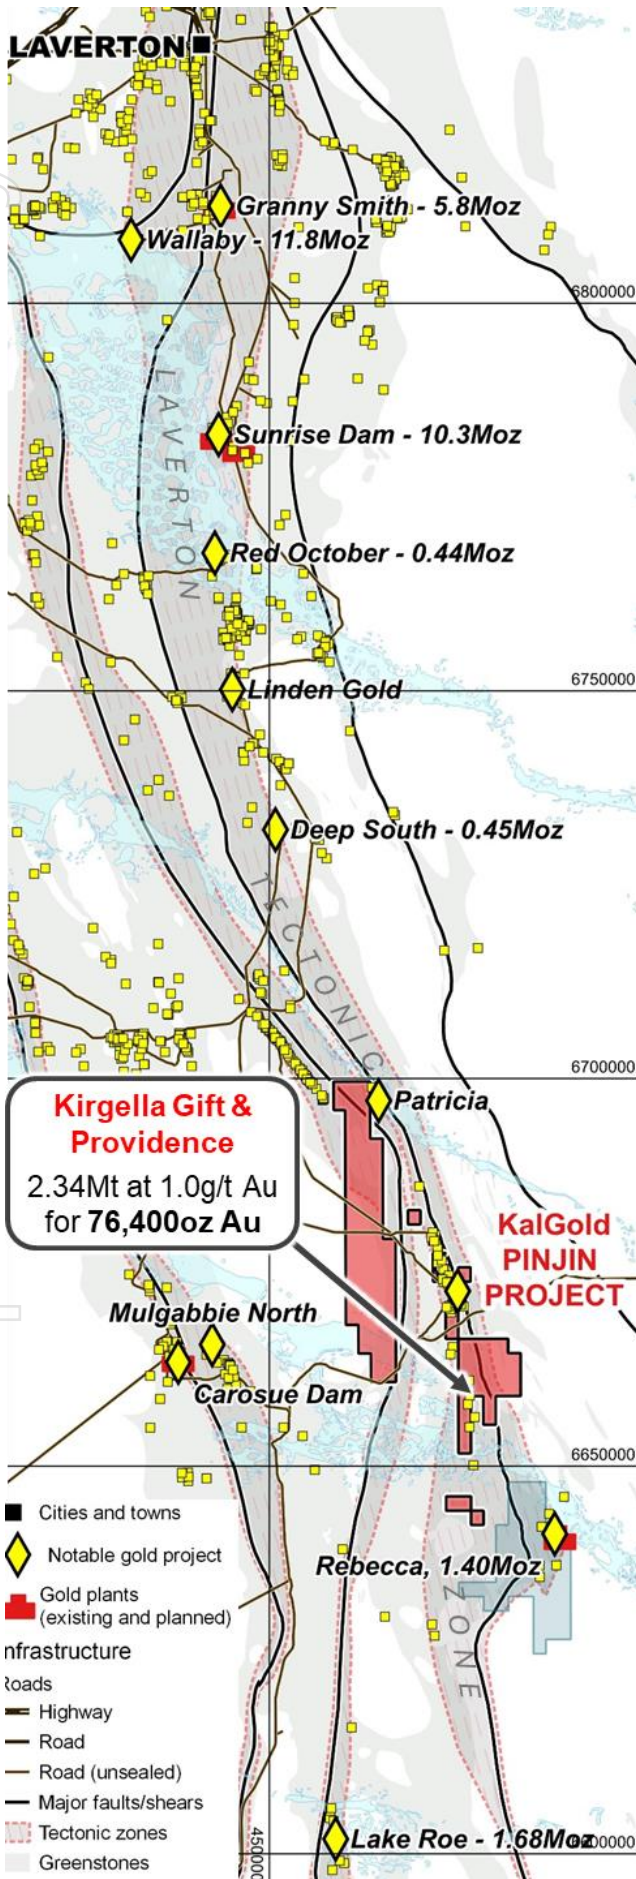 LAVERTON
Granny Smith - 5.8Moz
Wallaby - 11.8Moz
6800000
LAVERTON
Sunrise Dam - 10.3Moz
Red October - 0.44Moz
6750000
Linden Gold
Deep South - 0.45Moz
TECTONIC
6700000
Kirgella Gift &
Providence
2.34Mt at 1.0g/t Au
for 76,400oz Au
Patricia
KalGold
PINJIN
PROJECT
Mulgabbie North
Carosue Dam
6650000
Rebecca, 1.40Moz
ZONE
Cities and towns
Notable gold project
Gold plants
(existing and planned)
nfrastructure
Roads
Highway
Road
Road (unsealed)
Major faults/shears
Tectonic zones
Greenstones
450000
Lake Roe - 1.68Moz
6600000